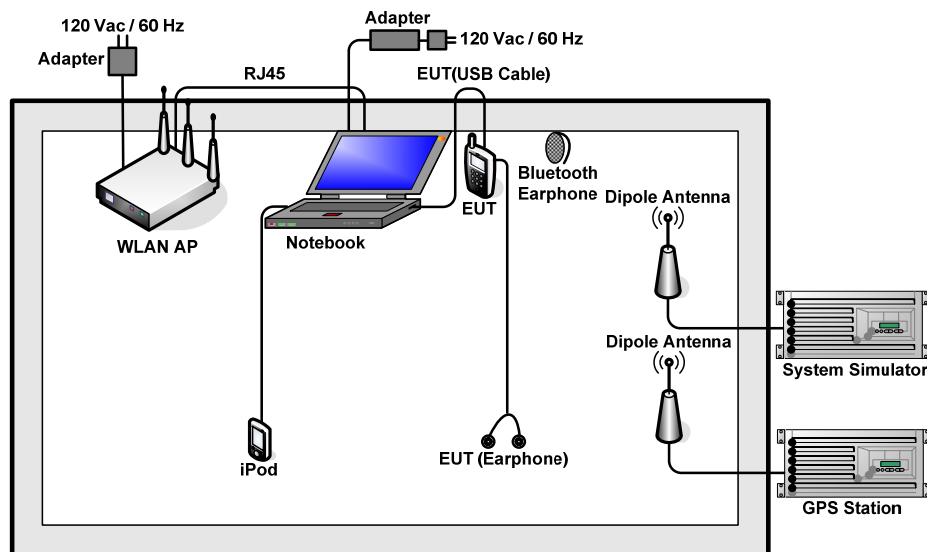 120 Vac / 60 Hz
Adapter
Adapter
120 Vac / 60 Hz
RJ45
EUT(USB Cable)
WLAN AP
Notebook
EUT
Bluetooth
Earphone
Dipole Antenna
System Simulator
Dipole Antenna
iPod
EUT (Earphone)
GPS Station